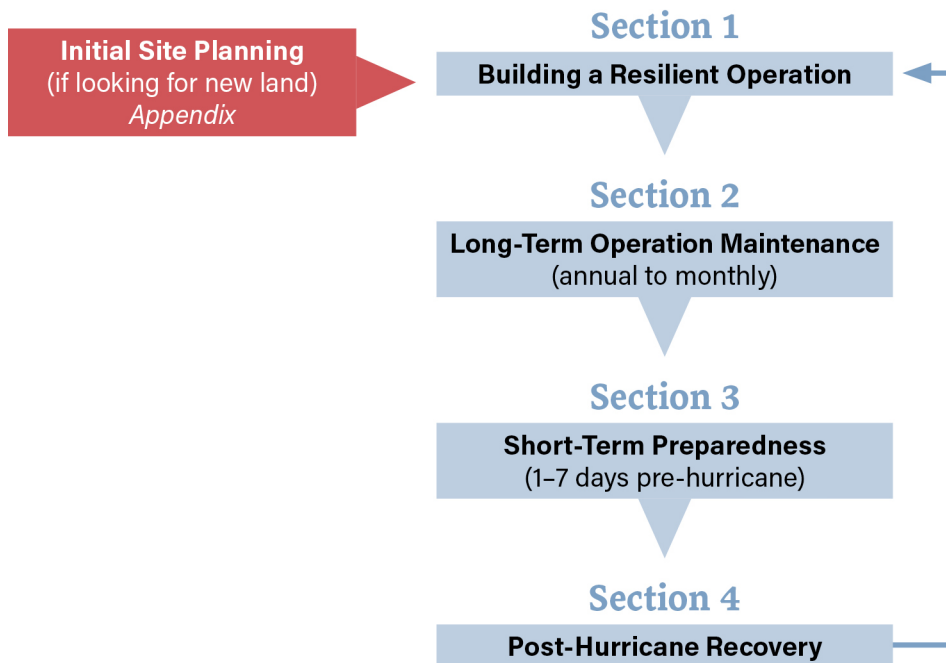 Initial Site Planning
(if looking for new land)
Appendix
Section 1
Building a Resilient Operation
Section 2
Long-Term Operation Maintenance
(annual to monthly)
Section 3
Short-Term Preparedness
(1–7 days pre-hurricane)
Section 4
Post-Hurricane Recovery